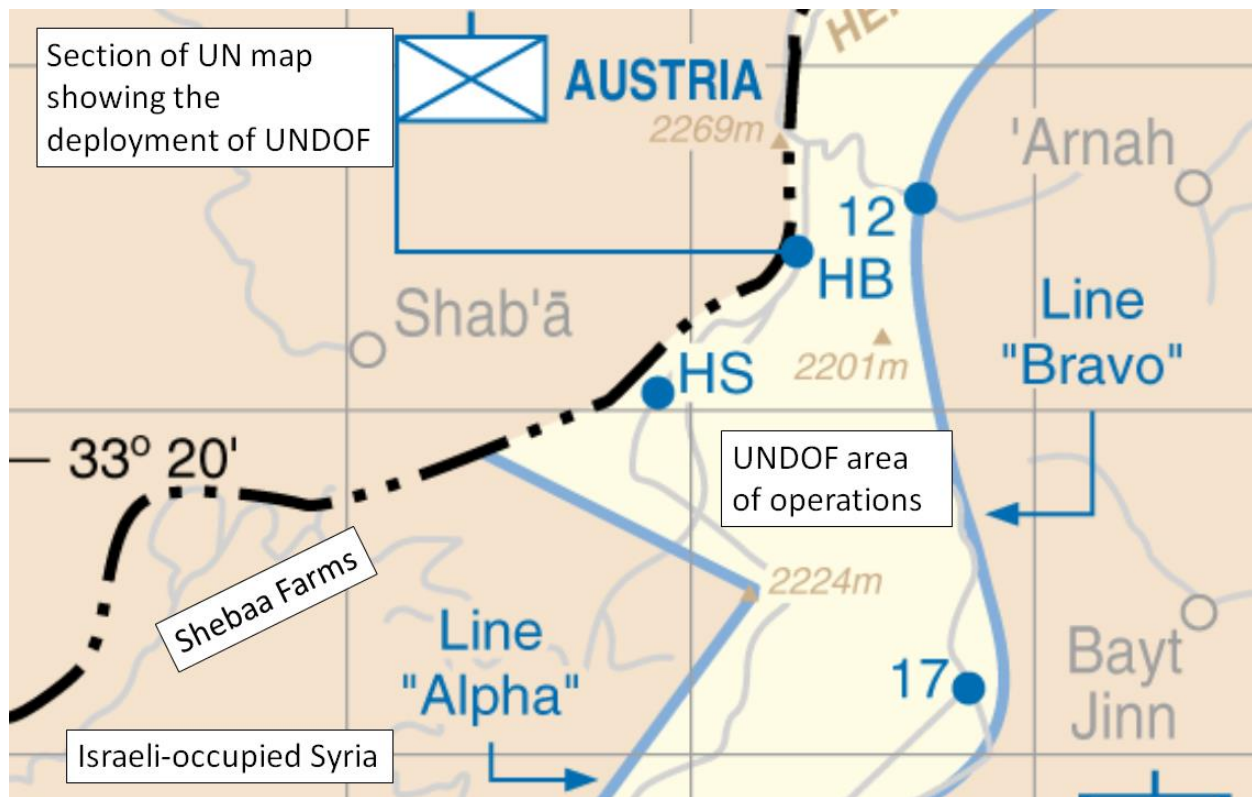 Section of UN map
showing the
deployment of UNDOF
AUSTRIA
2269m
'Arnah
12
HB
Shab'ā
Line
"Bravo"
2201m
HS
33° 20'
UNDOF area
of operations
Shebaa Farms
2224m
Line
"Alpha"
17
Bayt
Jinn
Israeli-occupied Syria